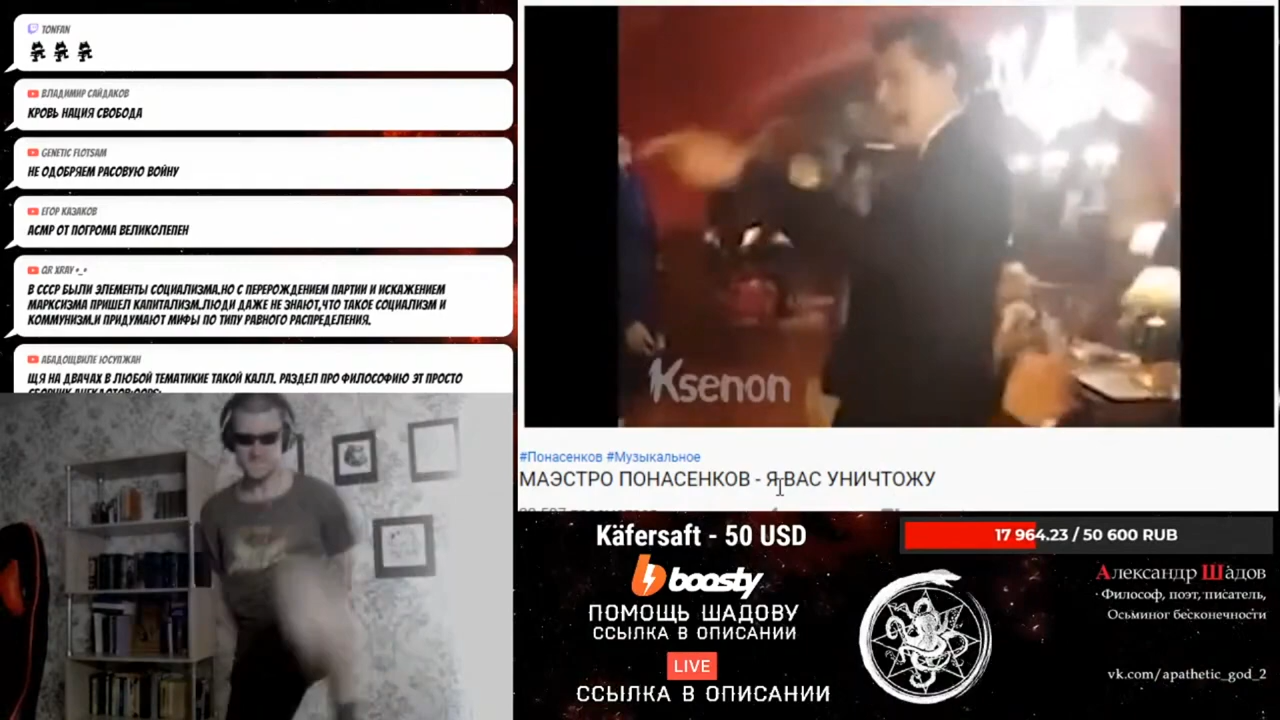 TONFAN
ВЛАДИМИР САЙДАКОВ
КРОВЬ НАЦИЯ СВОБОДА
GENETIC FLOTSAM
НЕ ОДОБРЯЕМ РАСОВУЮ ВОЙНУ
ЕГОР КАЗАКОВ
АСМР ОТ ПОГРОМА ВЕЛИКОЛЕПЕН
QR XRAY •_•
В СССР БЫЛИ ЭЛЕМЕНТЫ СОЦИАЛИЗМА,НО С ПЕРЕРОЖДЕНИЕМ ПАРТИИ И ИСКАЖЕНИЕМ
МАРКСИЗМА ПРИШЕЛ КАПИТАЛИЗМ.ЛЮДИ ДАЖЕ НЕ ЗНАЮТ,ЧТО ТАКОЕ СОЦИАЛИЗМ И
КОММУНИЗМ.И ПРИДУМАЮТ МИФЫ ПО ТИПУ РАВНОГО РАСПРЕДЕЛЕНИЯ.
АБАДОЩВИЛЕ ЮСУПЖАН
ЩЯ НА ДВАЧАХ В ЛЮБОЙ ТЕМАТИКИЕ ТАКОЙ КАЛЛ. РАЗДЕЛ ПРО ФИЛОСОФИЮ ЭТ ПРОСТО
Ksenon
#Понасенков #Музыкальное
МАЭСТРО ПОНАСЕНКОВ - Я ВАС УНИЧТОЖУ
Käfersaft - 50 USD
boosty
ПОМОЩЬ ШАДОВУ
ССЫЛКА В ОПИСАНИИ
LIVE
ССЫЛКА В ОПИСАНИИ
17 964.23 / 50 600 RUB
Александр Шадов
Философ, поэт, писатель,
Осьминог бесконечности
vk.com/apathetic_god_2